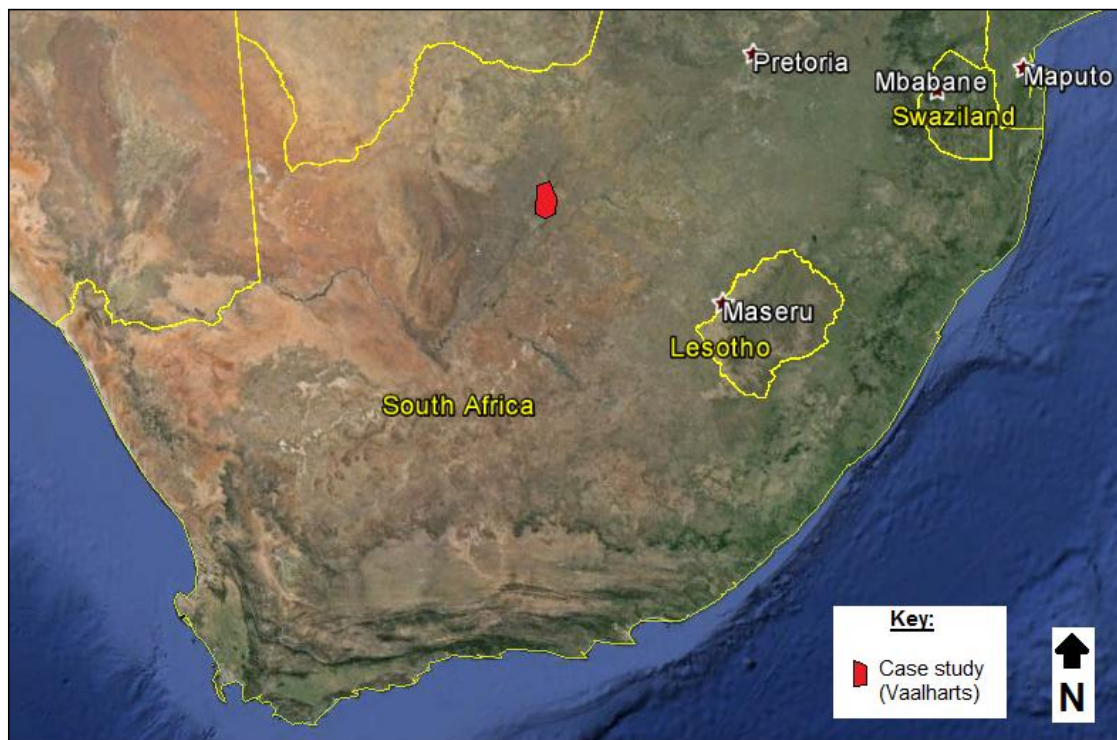 Pretoria
Mbabane
Maputo
Swaziland
Maseru
Lesotho
South Africa
Key:
Case study
(Vaalharts)
N